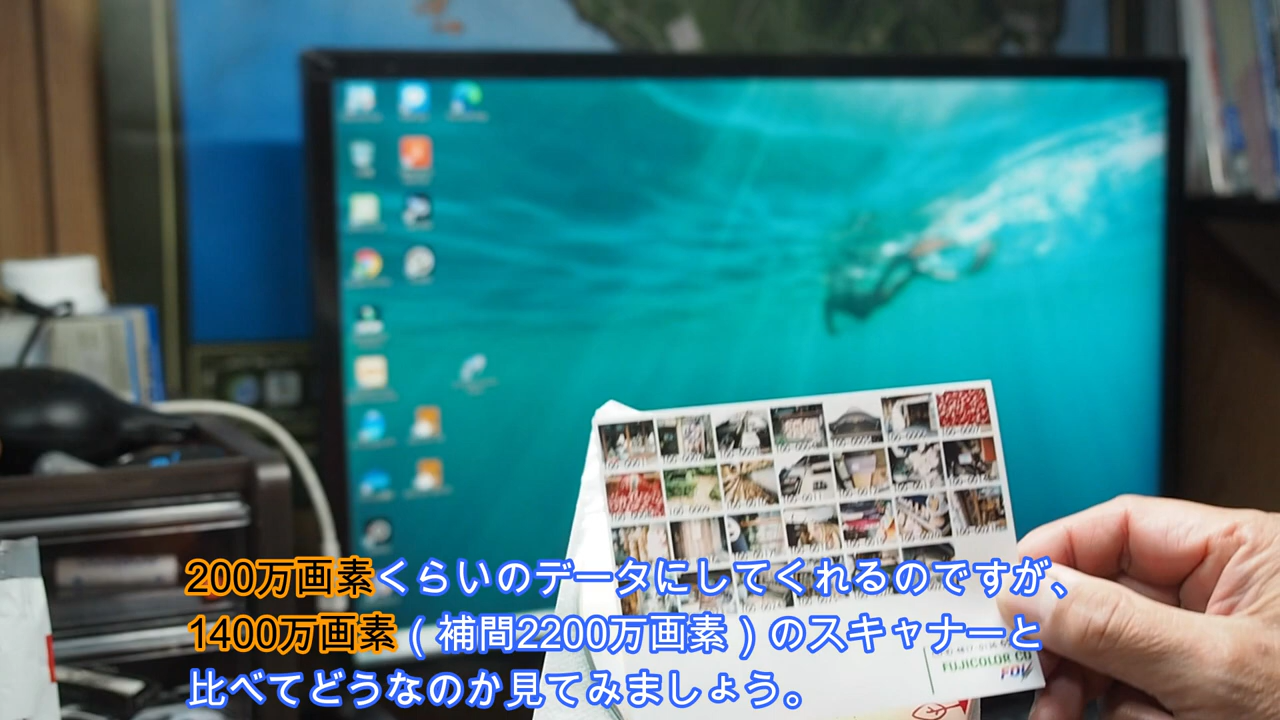 FUJICOLOR CD
200万画素くらいのデータにしてくれるのですが、
1400万画素（補間2200万画素）のスキャナーと
比べてどうなのか見てみましょう。